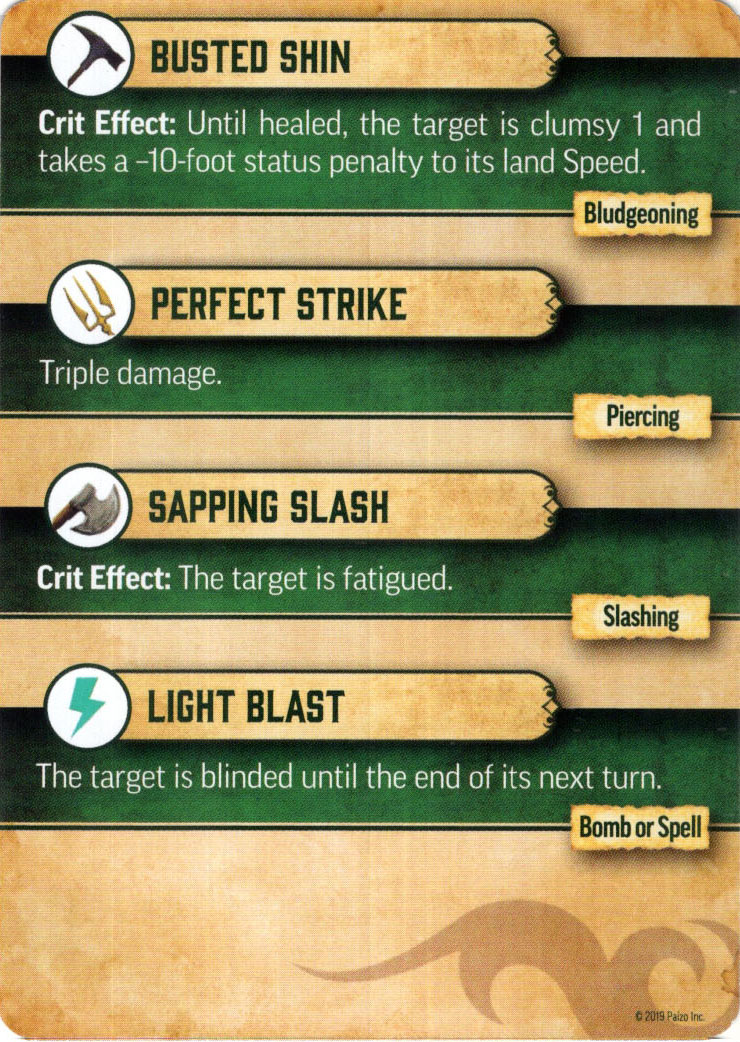 BUSTED SHIN
Crit Effect: Until healed, the target is clumsy 1 and
takes a –10-foot status penalty to its land Speed.
Bludgeoning
PERFECT STRIKE
Triple damage.
Piercing
SAPPING SLASH
Crit Effect: The target is fatigued.
Slashing
LIGHT BLAST
The target is blinded until the end of its next turn.
Bomb or Spell
© 2019 Paizo Inc.